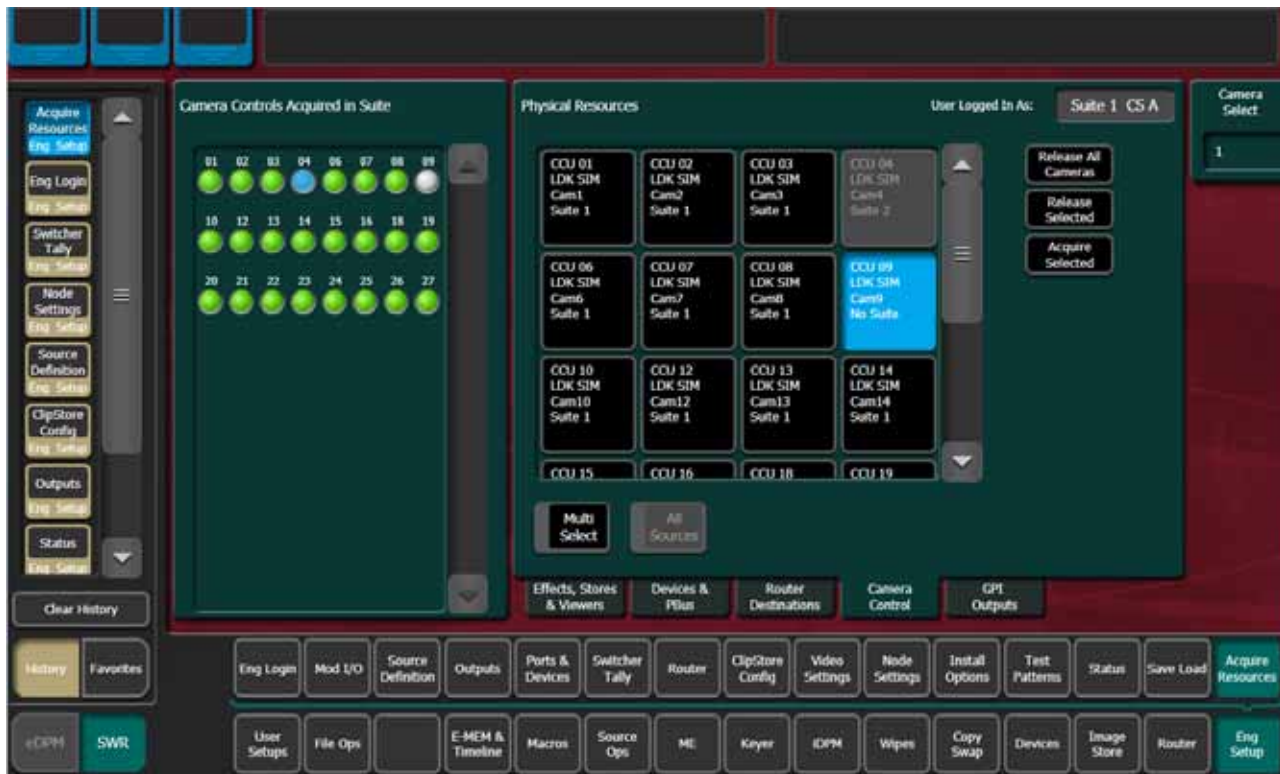 Acquire
Resources
Eng Setup
Eng Login
Eng Setup
Switcher
Tally
Eng Setup
Node
Settings
Eng Setup
Source
Definition
Eng Setup
ClipStore
Config
Eng Setup
Outputs
Eng Setup
Status
Eng Setup
Clear History
History
Favorites
eDPM
SWR
Camera Controls Acquired in Suite
01 02 03 04 06 07 08 09
10 12 13 14 15 16 18 19
20 21 22 23 24 25 26 27
Physical Resources
User Logged In As:
Suite 1 CS A
CCU 01
LDK SIM
Cam1
Suite 1
CCU 02
LDK SIM
Cam2
Suite 1
CCU 03
LDK SIM
Cam3
Suite 1
CCU 04
LDK SIM
Cam4
Suite 2
CCU 06
LDK SIM
Cam6
Suite 1
CCU 07
LDK SIM
Cam7
Suite 1
CCU 08
LDK SIM
Cam8
Suite 1
CCU 09
LDK SIM
Cam9
No Suite
CCU 10
LDK SIM
Cam10
Suite 1
CCU 12
LDK SIM
Cam12
Suite 1
CCU 13
LDK SIM
Cam13
Suite 1
CCU 14
LDK SIM
Cam14
Suite 1
CCU 15
CCU 16
CCU 18
CCU 19
Release All
Cameras
Release
Selected
Acquire
Selected
Multi
Select
All
Sources
Effects, Stores
& Viewers
Devices &
PBus
Router
Destinations
Camera
Control
GPI
Outputs
Camera
Select
1
Eng Login
Mod I/O
Source
Definition
Outputs
Ports &
Devices
Switcher
Tally
Router
ClipStore
Config
Video
Settings
Node
Settings
Install
Options
Test
Patterns
Status
Save Load
Acquire
Resources
User
Setups
File Ops
E-MEM &
Timeline
Macros
Source
Ops
ME
Keyer
iDPM
Wipes
Copy
Swap
Devices
Image
Store
Router
Eng
Setup